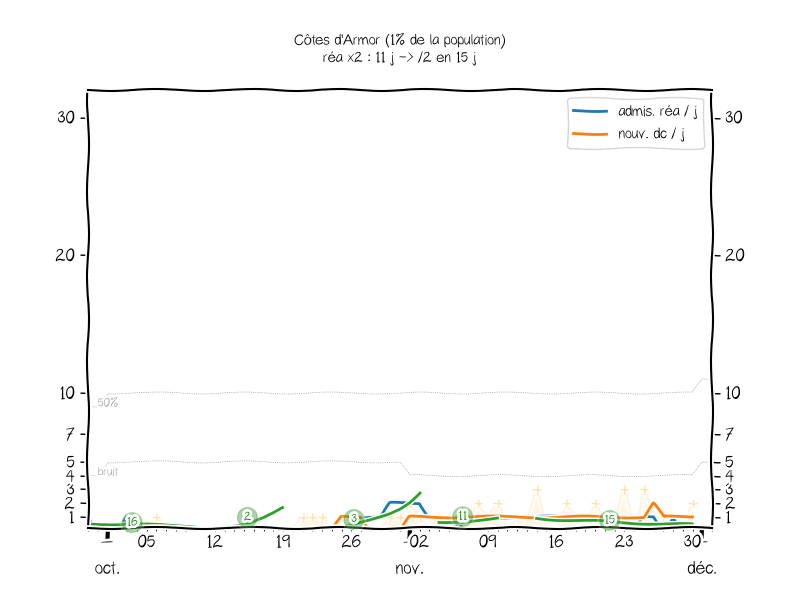 Côtes d'Armor (1% de la population)
réa x2 : 11 j -> /2 en 15 j
admis. réa / j
nouv. dc / j
30 30
20 20
10 10
50%
7 7
5 5
bruit
4 4
3 3
2 2
1 1
16 2 3 11 15
05 12 19 26 02 09 16 23 30
oct. nov. déc.